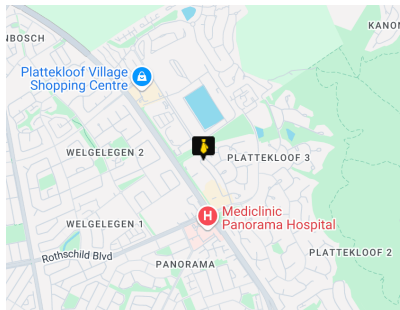 KANON
NBOSCH
Plattekloof Village
Shopping Centre
WELGELEGEN 2
PLATTEKLOOF 3
H
Mediclinic
Panorama Hospital
WELGELEGEN 1
Rothschild Blvd
PLATTEKLOOF 2
PANORAMA